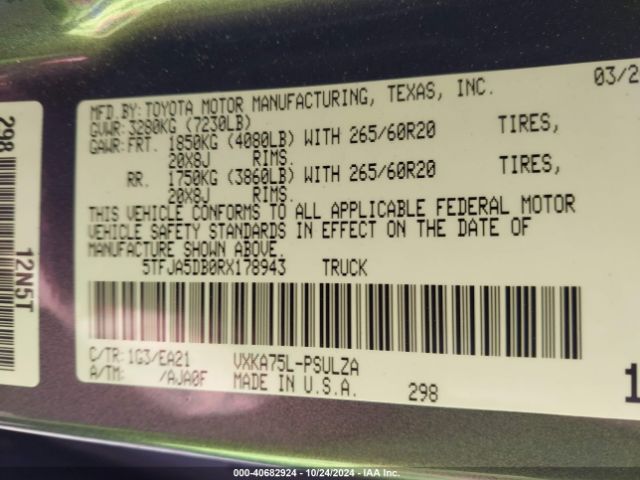 MFD.BY:TOYOTA MOTOR MANUFACTURING, TEXAS, INC. 03/2
GVWR:3280KG (7230LB)
GAWR:FRT. 1850KG (4080LB) WITH 265/60R20 TIRES,
20X8J RIMS.
RR. 1750KG (3860LB) WITH 265/60R20 TIRES,
20X8J RIMS.
THIS VEHICLE CONFORMS TO ALL APPLICABLE FEDERAL MOTOR
VEHICLE SAFETY STANDARDS IN EFFECT ON THE DATE OF
MANUFACTURE SHOWN ABOVE.
5TFJA5DB0RX178943 TRUCK
C/TR:1G3/EA21 VXKA75L-PSULZA
A/TM: /AJA0F MADE IN U.S.A. 298
1
298
12N5T
000-40682924 | 10/24/2024 | IAA Inc.